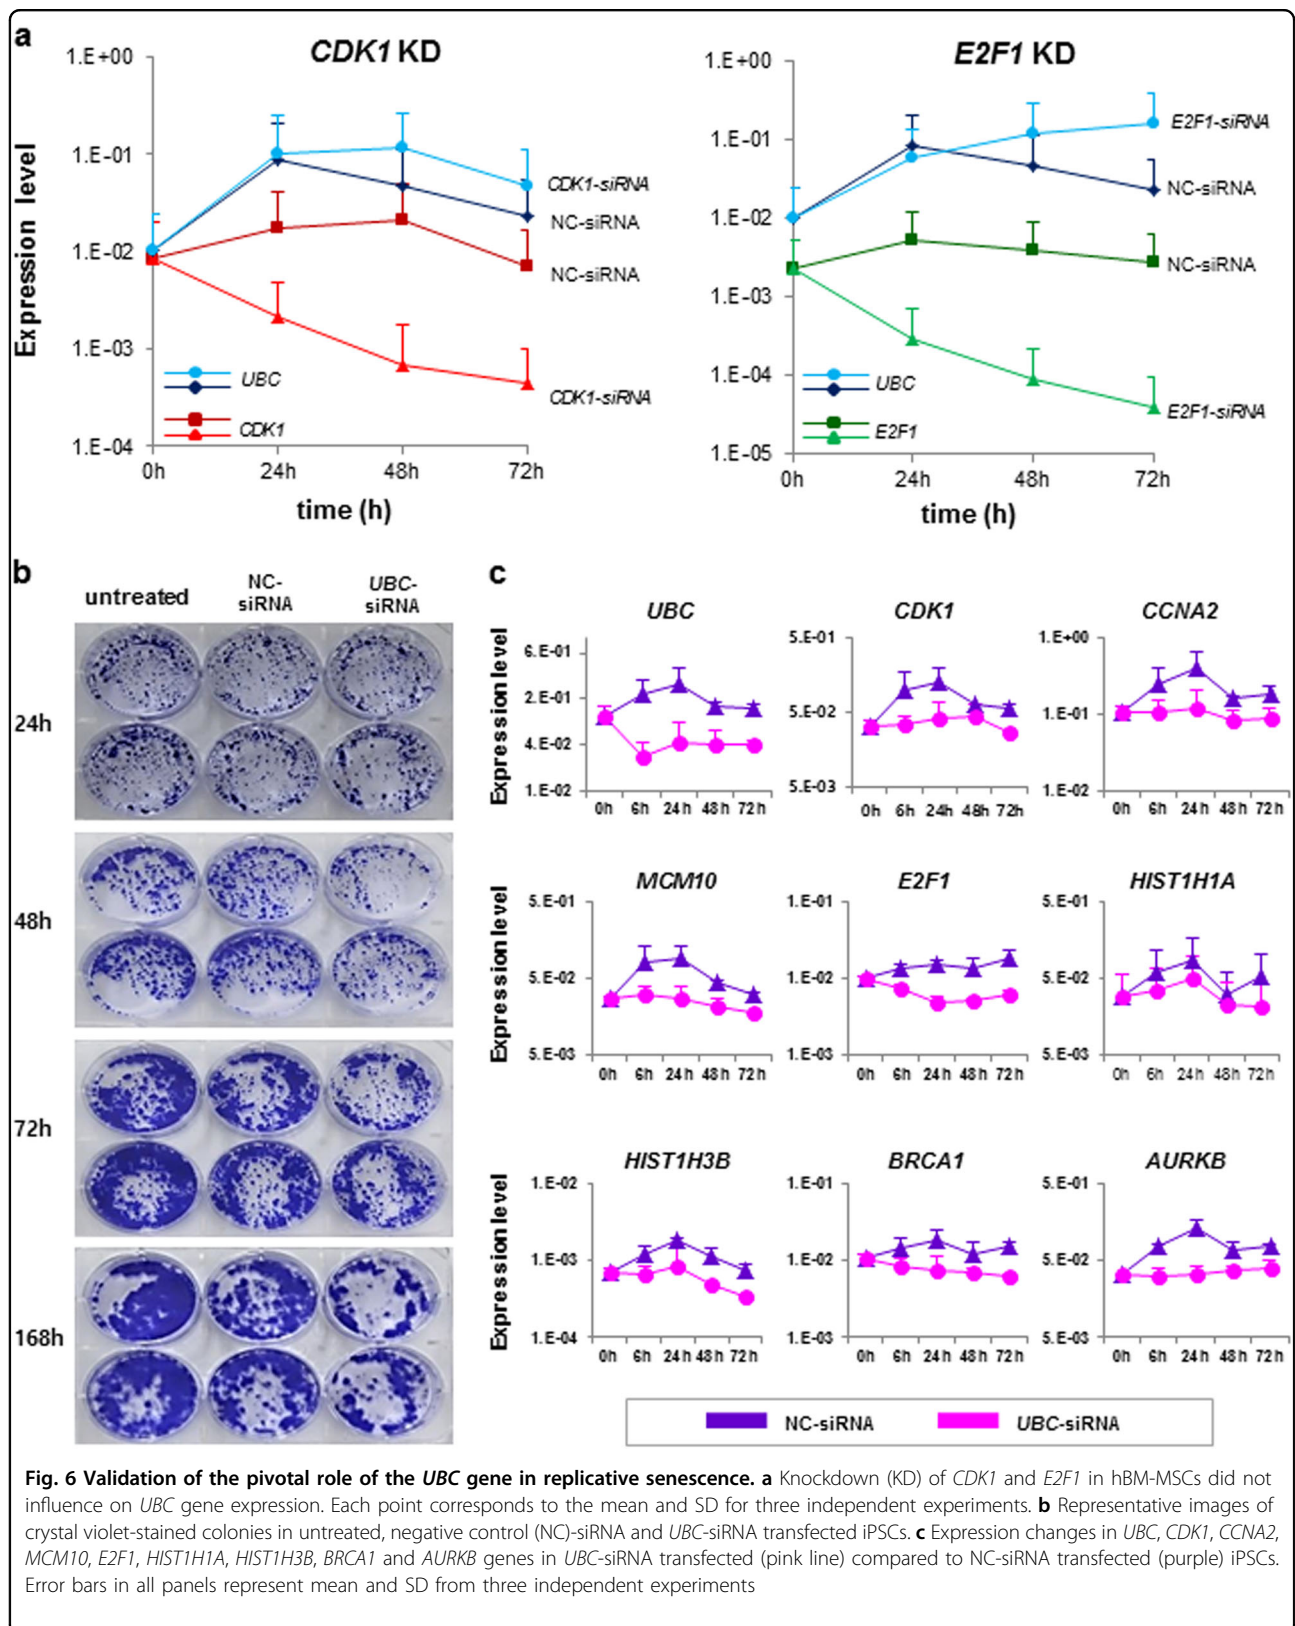 a
CDK1 KD
1.E+00
1.E-01
1.E-02
1.E-03
1.E-04
Expression level
CDK1-siRNA
NC-siRNA
NC-siRNA
CDK1-siRNA
UBC
CDK1
0h 24h 48h 72h
time (h)
E2F1 KD
1.E+00
1.E-01
1.E-02
1.E-03
1.E-04
1.E-05
E2F1-siRNA
NC-siRNA
NC-siRNA
E2F1-siRNA
UBC
E2F1
0h 24h 48h 72h
time (h)
b
untreated
NC-
siRNA
UBC-
siRNA
24h
48h
72h
168h
c
UBC
Expression level
6.E-01
2.E-01
4.E-02
1.E-02
0h 6h 24h 48h 72h
CDK1
5.E-01
5.E-02
5.E-03
0h 6h 24h 48h 72h
CCNA2
1.E+00
1.E-01
1.E-02
0h 6h 24h 48h 72h
MCM10
Expression level
5.E-01
5.E-02
5.E-03
0h 6h 24h 48h 72h
E2F1
1.E-01
1.E-02
1.E-03
0h 6h 24h 48h 72h
HIST1H1A
5.E-01
5.E-02
5.E-03
0h 6h 24h 48h 72h
HIST1H3B
Expression level
1.E-02
1.E-03
1.E-04
0h 6h 24h 48h 72h
BRCA1
1.E-01
1.E-02
1.E-03
0h 6h 24h 48h 72h
AURKB
5.E-01
5.E-02
5.E-03
0h 6h 24h 48h 72h
NC-siRNA
UBC-siRNA
Fig. 6 Validation of the pivotal role of the UBC gene in replicative senescence. a Knockdown (KD) of CDK1 and E2F1 in hBM-MSCs did not
influence on UBC gene expression. Each point corresponds to the mean and SD for three independent experiments. b Representative images of
crystal violet-stained colonies in untreated, negative control (NC)-siRNA and UBC-siRNA transfected iPSCs. c Expression changes in UBC, CDK1, CCNA2,
MCM10, E2F1, HIST1H1A, HIST1H3B, BRCA1 and AURKB genes in UBC-siRNA transfected (pink line) compared to NC-siRNA transfected (purple) iPSCs.
Error bars in all panels represent mean and SD from three independent experiments